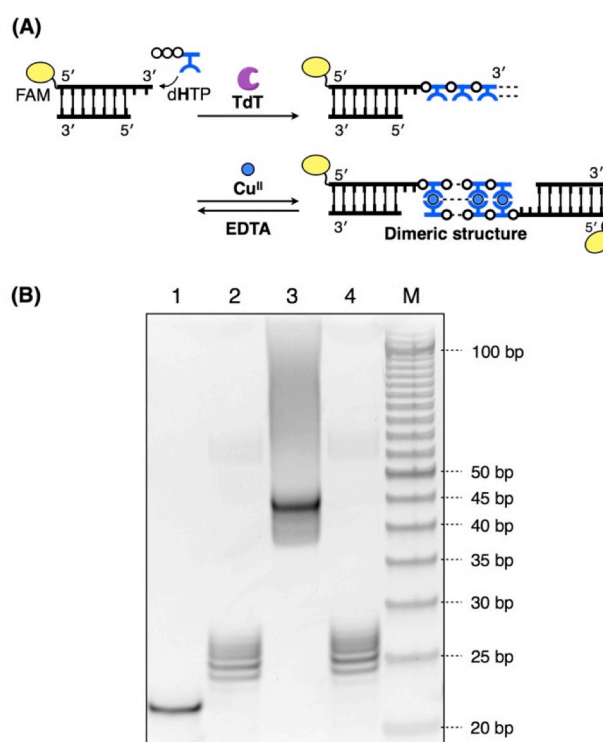 (A)
5′ 3′ dHTP
FAM
3′ 5′
TdT
5′ 3′
3′ 5′
CuII
EDTA
5′ 3′
3′ 5′
Dimeric structure
(B)
1 2 3 4 M
100 bp
50 bp
45 bp
40 bp
35 bp
30 bp
25 bp
20 bp